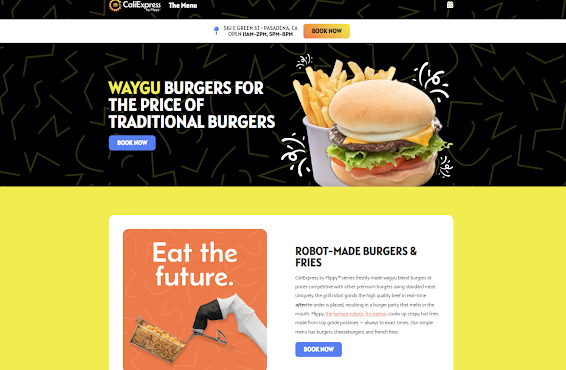 CaliExpress
by Flippy
The Menu
561 E GREEN ST - PASADENA, CA
OPEN 11AM–2PM, 5PM–8PM
BOOK NOW
WAYGU BURGERS FOR
THE PRICE OF
TRADITIONAL BURGERS
BOOK NOW
Eat the
future.
ROBOT-MADE BURGERS &
FRIES
CaliExpress by Flippy™ serves freshly made wagyu blend burgers at
prices competitive with other premium burgers using standard meat.
Uniquely, the grill robot grinds the high quality beef in real-time
after the order is placed, resulting in a burger patty that melts in the
mouth. Flippy, the famous robotic fry station, cooks up crispy, hot fries
made from top grade potatoes — always to exact times. Our simple
menu has burgers, cheeseburgers, and french fries.
BOOK NOW